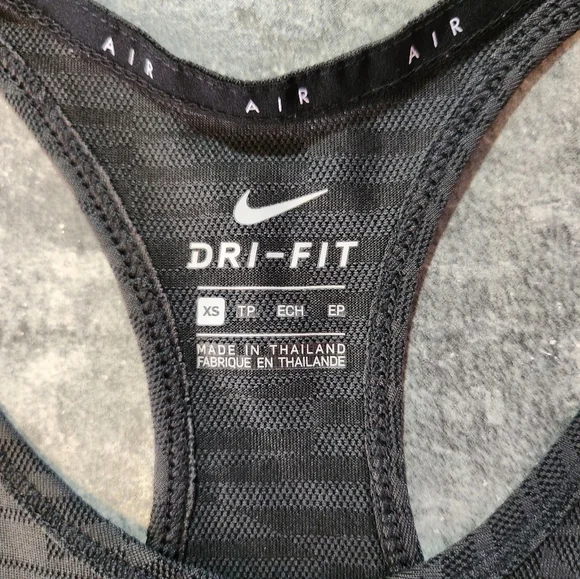 AIR AIR AIR
DRI-FIT
XS TP ECH EP
MADE IN THAILAND
FABRIQUE EN THAILANDE